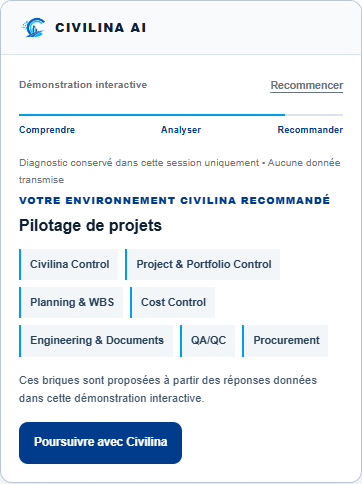 CIVILINA AI
Démonstration interactive
Recommencer
Comprendre
Analyser
Recommander
Diagnostic conservé dans cette session uniquement • Aucune donnée
transmise
VOTRE ENVIRONNEMENT CIVILINA RECOMMANDÉ
Pilotage de projets
Civilina Control
Project & Portfolio Control
Planning & WBS
Cost Control
Engineering & Documents
QA/QC
Procurement
Ces briques sont proposées à partir des réponses données
dans cette démonstration interactive.
Poursuivre avec Civilina